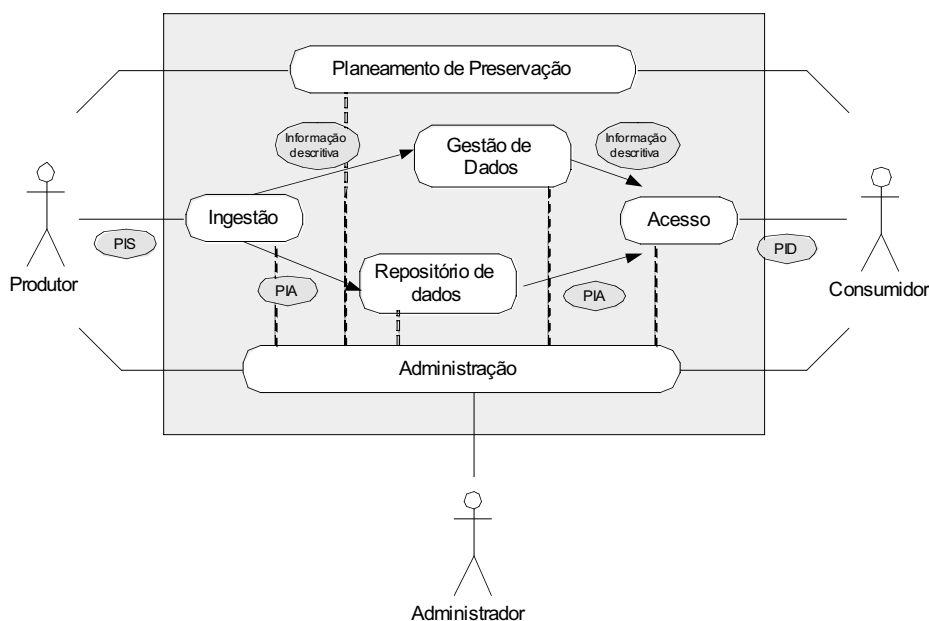 Planeamento de Preservação
Informação
descritiva
Gestão de
Dados
Informação
descritiva
Ingestão
Acesso
PIS
PID
Produtor
Repositório de
dados
PIA
PIA
Consumidor
Administração
Administrador